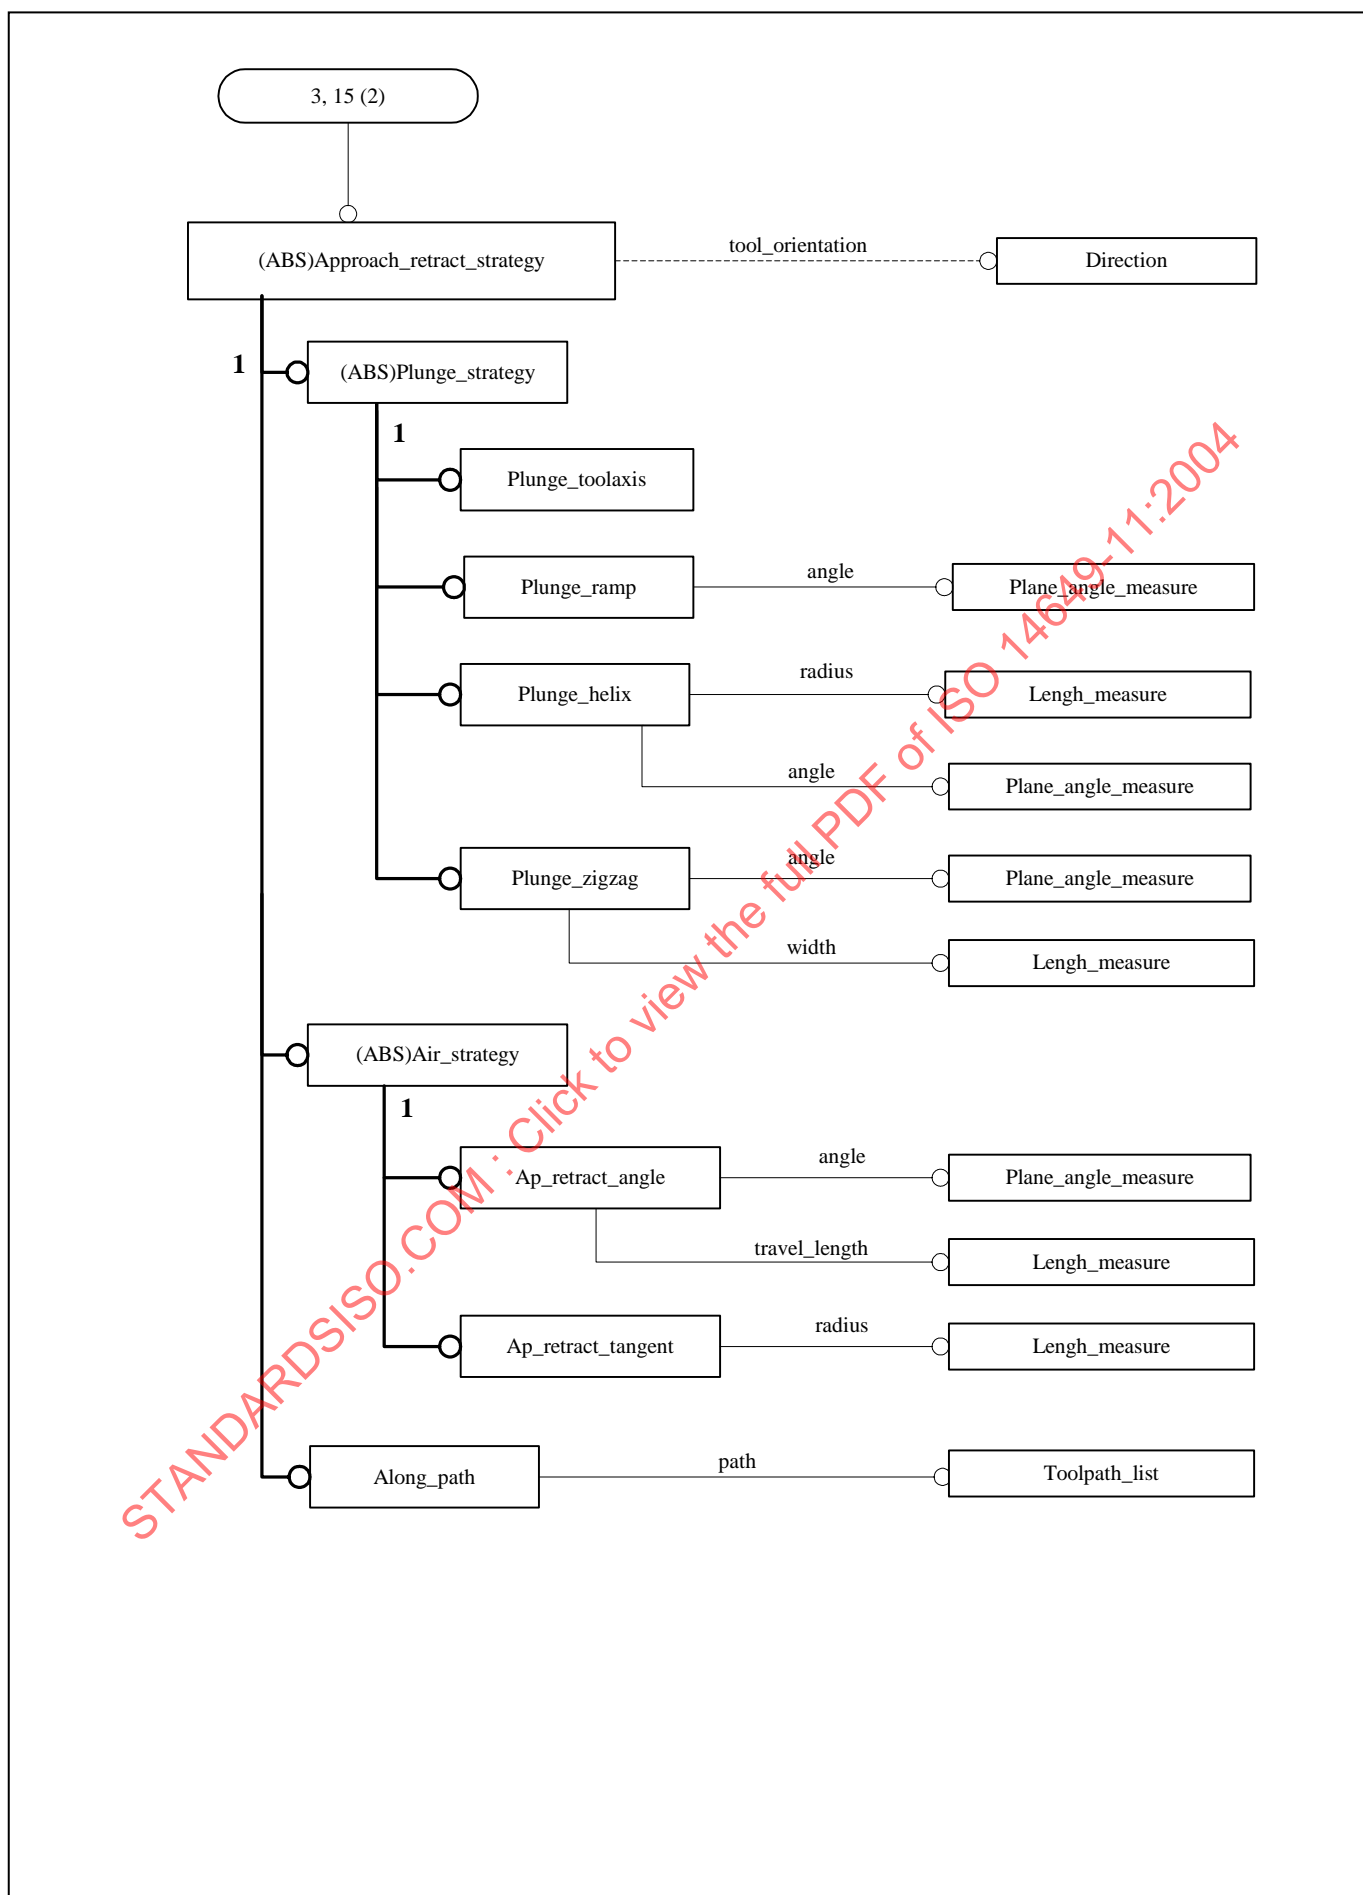 3, 15 (2)
(ABS)Approach_retract_strategy
tool_orientation
Direction
1
(ABS)Plunge_strategy
1
Plunge_toolaxis
Plunge_ramp
angle
Plane_angle_measure
Plunge_helix
radius
Lengh_measure
angle
Plane_angle_measure
Plunge_zigzag
angle
Plane_angle_measure
width
Lengh_measure
(ABS)Air_strategy
1
Ap_retract_angle
angle
Plane_angle_measure
travel_length
Lengh_measure
Ap_retract_tangent
radius
Lengh_measure
Along_path
path
Toolpath_list
STANDARDSISO.COM : Click to view the full PDF of ISO 14649-11:2004